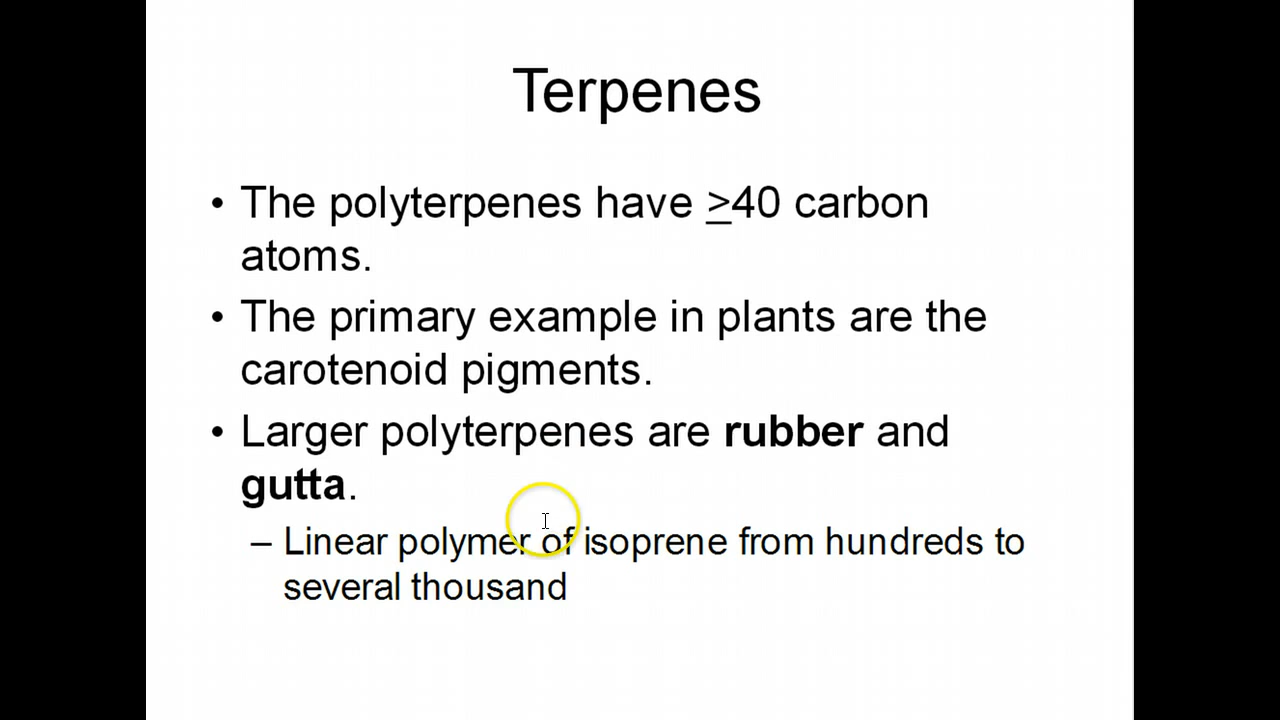 Terpenes
• The polyterpenes have ≥40 carbon
atoms.
• The primary example in plants are the
carotenoid pigments.
• Larger polyterpenes are rubber and
gutta.
– Linear polymer of isoprene from hundreds to
several thousand